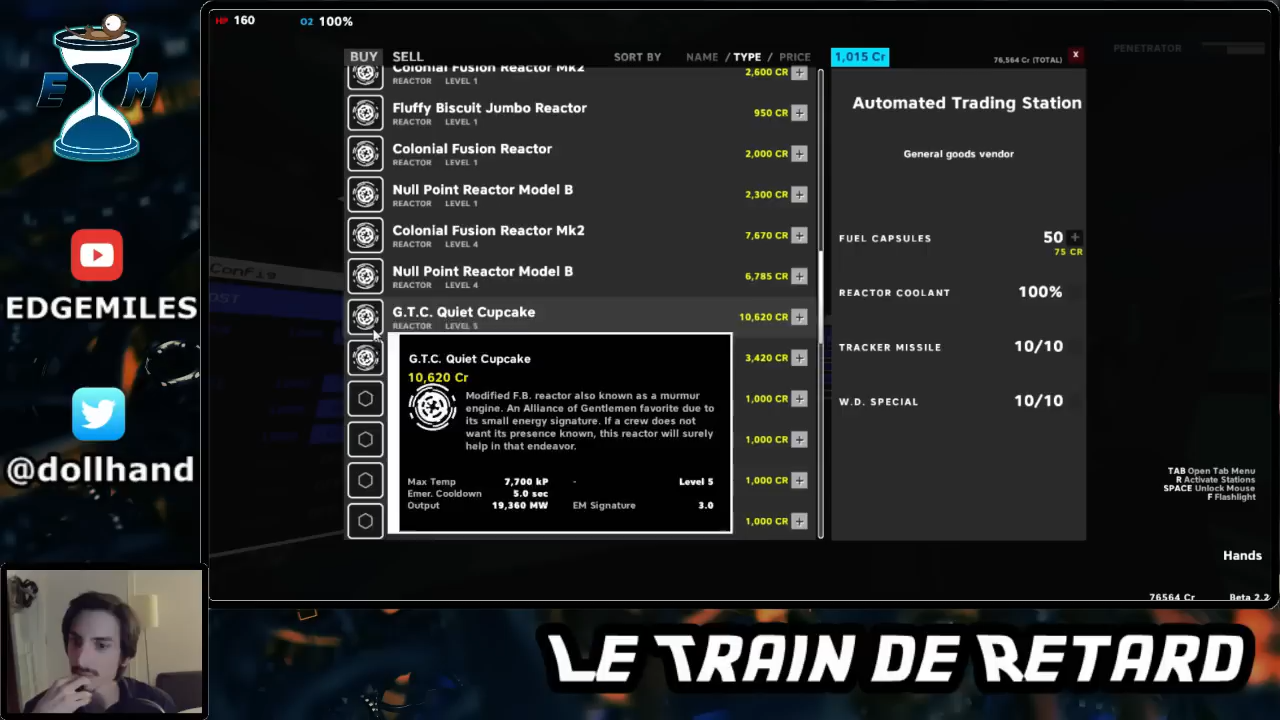 HP 160
O2 100%
E M
EDGEMILES
@dollhand
BUY SELL SORT BY NAME / TYPE / PRICE
Colonial Fusion Reactor Mk2 2,600 CR +
REACTOR LEVEL 1
Fluffy Biscuit Jumbo Reactor 950 CR +
REACTOR LEVEL 1
Colonial Fusion Reactor 2,000 CR +
REACTOR LEVEL 1
Null Point Reactor Model B 2,300 CR +
REACTOR LEVEL 1
Colonial Fusion Reactor Mk2 7,670 CR +
REACTOR LEVEL 4
Null Point Reactor Model B 6,785 CR +
REACTOR LEVEL 4
G.T.C. Quiet Cupcake 10,620 CR +
REACTOR LEVEL 5
3,420 CR +
1,000 CR +
1,000 CR +
1,000 CR +
1,000 CR +
G.T.C. Quiet Cupcake
10,620 Cr
Modified F.B. reactor also known as a murmur
engine. An Alliance of Gentlemen favorite due to
its small energy signature. If a crew does not
want its presence known, this reactor will surely
help in that endeavor.
Max Temp 7,700 kP - Level 5
Emer. Cooldown 5.0 sec
Output 19,360 MW EM Signature 3.0
1,015 Cr
76,564 Cr (TOTAL)
x
PENETRATOR
Automated Trading Station
General goods vendor
FUEL CAPSULES 50 +
75 CR
REACTOR COOLANT 100%
TRACKER MISSILE 10/10
W.D. SPECIAL 10/10
TAB Open Tab Menu
R Activate Stations
SPACE Unlock Mouse
F Flashlight
Hands
76564 Cr Beta 2.2
LE TRAIN DE RETARD